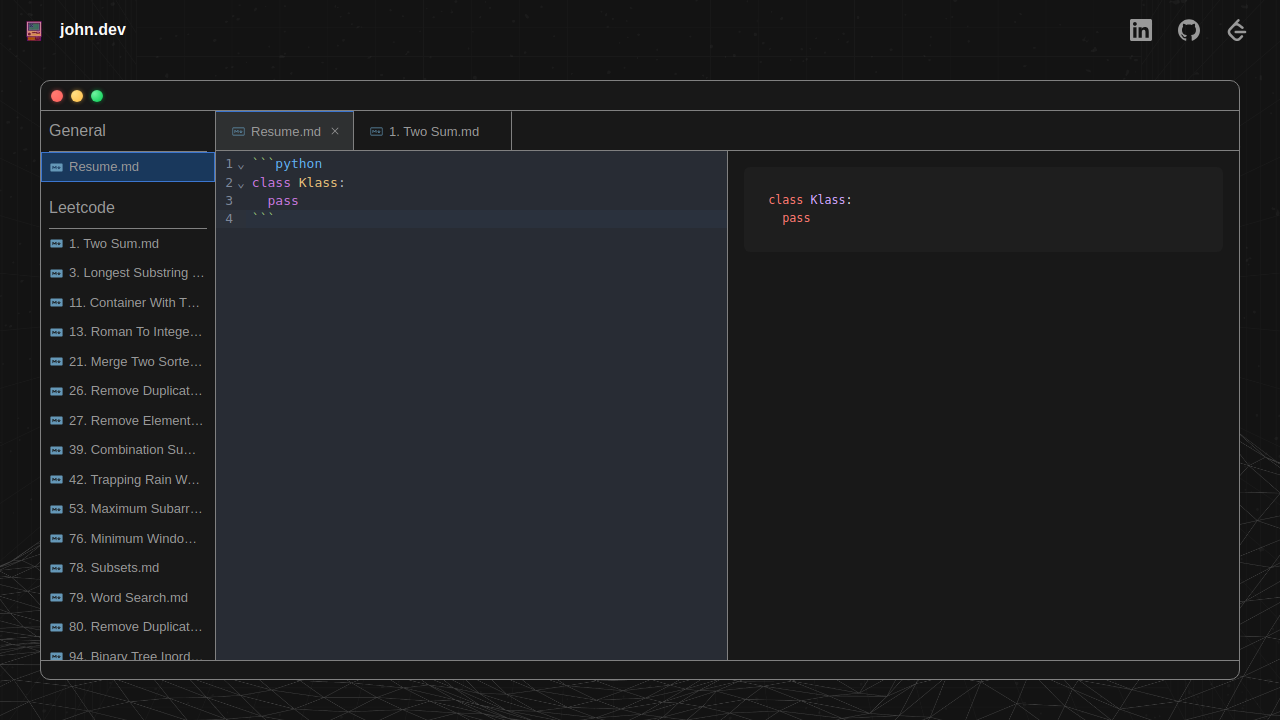 john.dev
General
Resume.md
Leetcode
1. Two Sum.md
3. Longest Substring ...
11. Container With T...
13. Roman To Intege...
21. Merge Two Sorte...
26. Remove Duplicat...
27. Remove Element...
39. Combination Su...
42. Trapping Rain W...
53. Maximum Subarr...
76. Minimum Windo...
78. Subsets.md
79. Word Search.md
80. Remove Duplicat...
94. Binary Tree Inord...
Resume.md
1. Two Sum.md
1 ```python
2 class Klass:
3   pass
4 ```
class Klass:
  pass